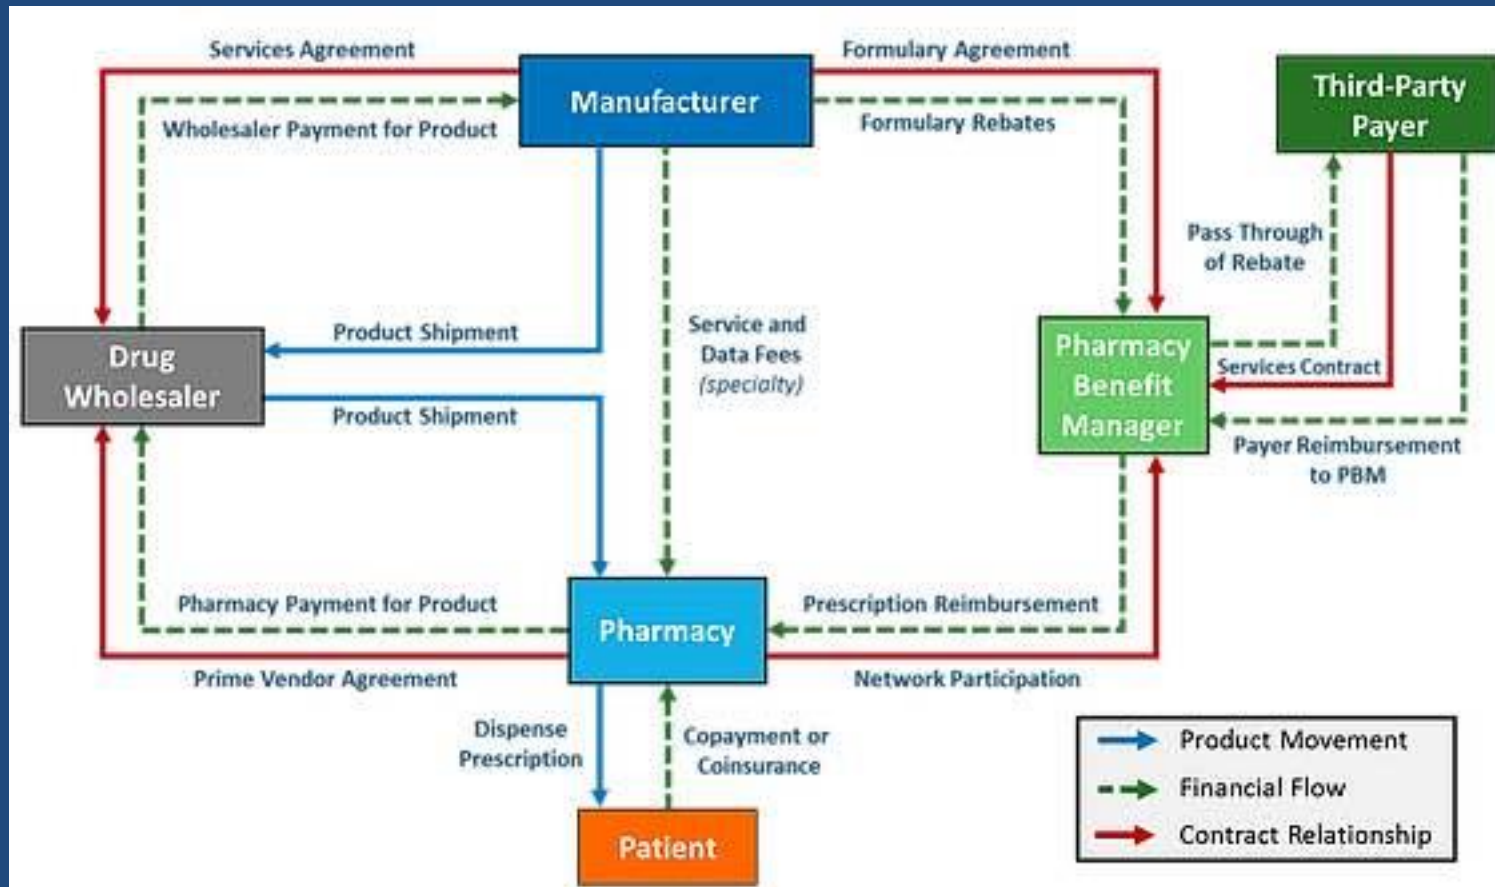 Services Agreement
Formulary Agreement
Manufacturer
Third-Party
Payer
Wholesaler Payment for Product
Formulary Rebates
Pass Through
of Rebate
Product Shipment
Service and
Data Fees
(specialty)
Drug
Wholesaler
Pharmacy
Benefit
Manager
Services Contract
Product Shipment
Payer Reimbursement
to PBM
Pharmacy Payment for Product
Prescription Reimbursement
Pharmacy
Prime Vendor Agreement
Network Participation
Dispense
Prescription
Copayment or
Coinsurance
Patient
Product Movement
Financial Flow
Contract Relationship